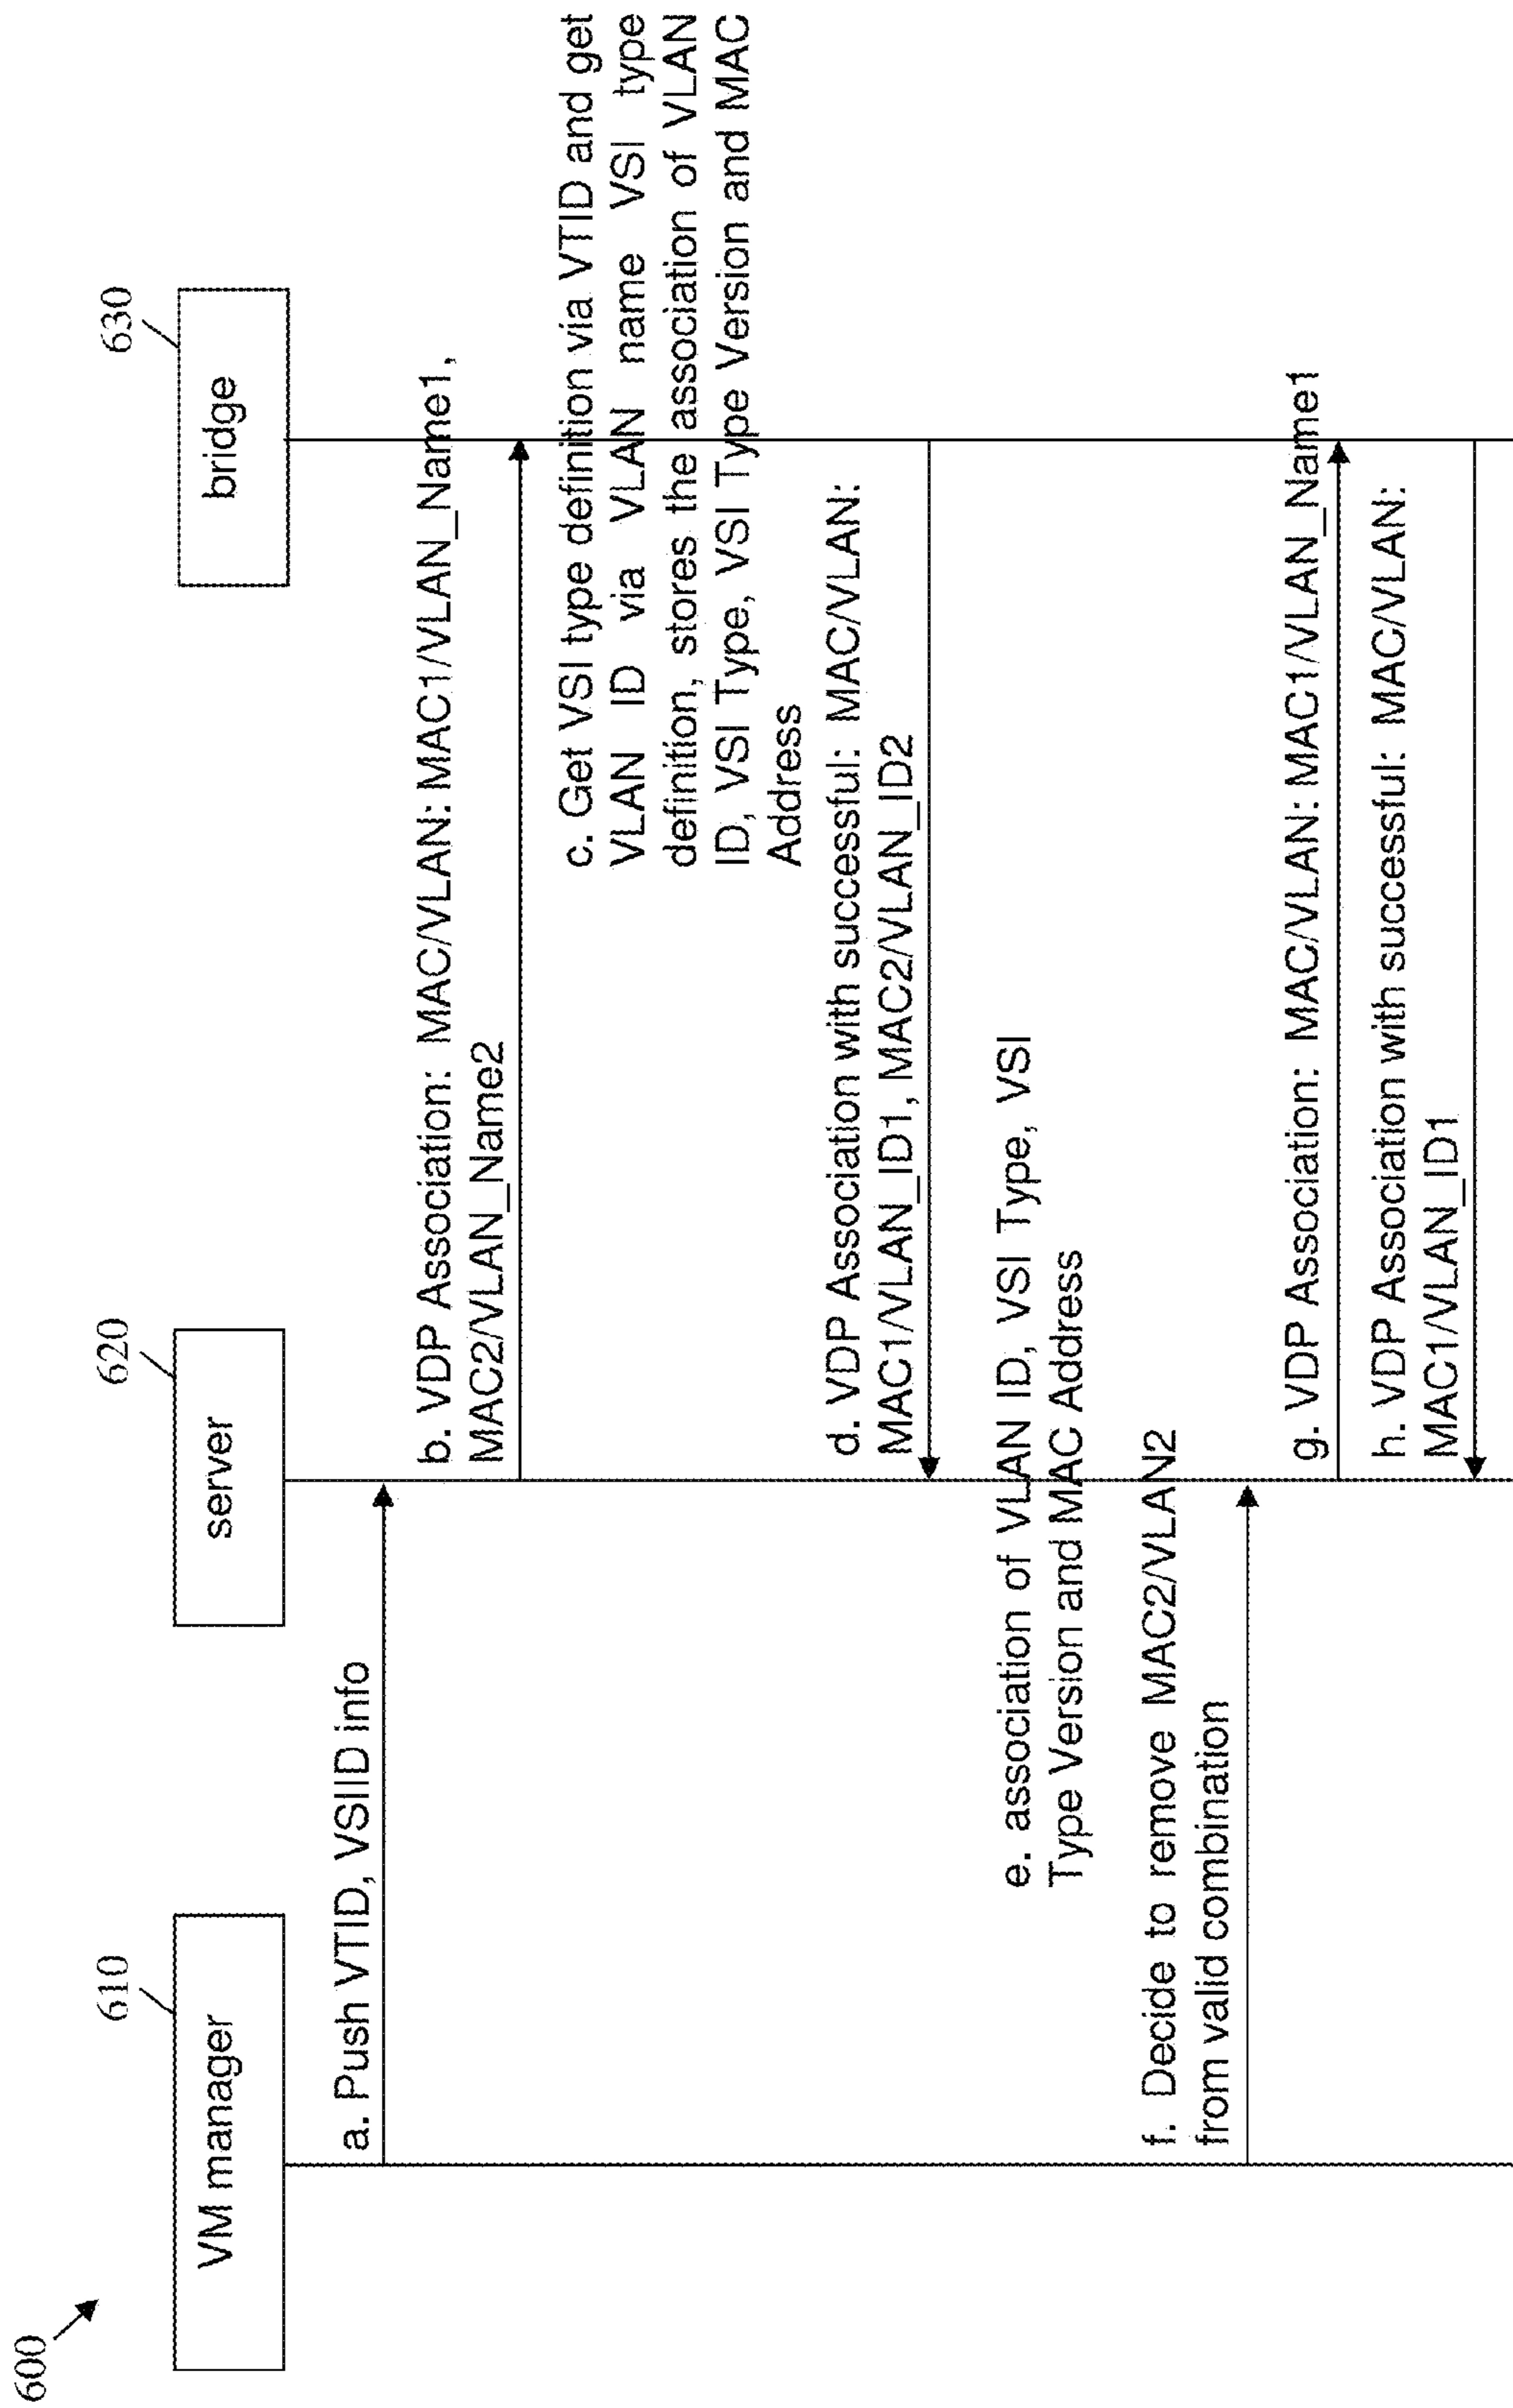 600
610
VM manager
620
server
630
bridge
a. Push VTID, VSIID info
b. VDP Association: MAC/VLAN: MAC1/VLAN_Name1,
MAC2/VLAN_Name2
c. Get VSI type definition via VTID and get
VLAN ID via VLAN name VSI type
definition, stores the association of VLAN
ID, VSI Type, VSI Type Version and MAC
Address
d. VDP Association with successful: MAC/VLAN:
MAC1/VLAN_ID1, MAC2/VLAN_ID2
e. association of VLAN ID, VSI Type, VSI
Type Version and MAC Address
f. Decide to remove MAC2/VLAN2
from valid combination
g. VDP Association: MAC/VLAN: MAC1/VLAN_Name1
h. VDP Association with successful: MAC/VLAN:
MAC1/VLAN_ID1